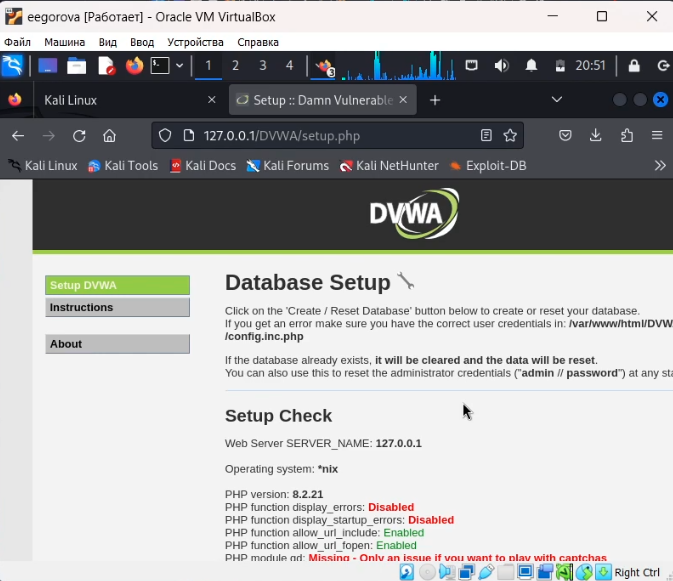 eegorova [Работает] - Oracle VM VirtualBox
Файл Машина Вид Ввод Устройства Справка
1 2 3 4 3 20:51
Kali Linux Setup :: Damn Vulnerable
127.0.0.1/DVWA/setup.php
Kali Linux Kali Tools Kali Docs Kali Forums Kali NetHunter Exploit-DB
DVWA
Setup DVWA
Instructions
About
Database Setup
Click on the 'Create / Reset Database' button below to create or reset your database.
If you get an error make sure you have the correct user credentials in: /var/www/html/DVWA
/config.inc.php
If the database already exists, it will be cleared and the data will be reset.
You can also use this to reset the administrator credentials ("admin // password") at any sta
Setup Check
Web Server SERVER_NAME: 127.0.0.1
Operating system: *nix
PHP version: 8.2.21
PHP function display_errors: Disabled
PHP function display_startup_errors: Disabled
PHP function allow_url_include: Enabled
PHP function allow_url_fopen: Enabled
PHP module gd: Missing - Only an issue if you want to play with captchas
Right Ctrl